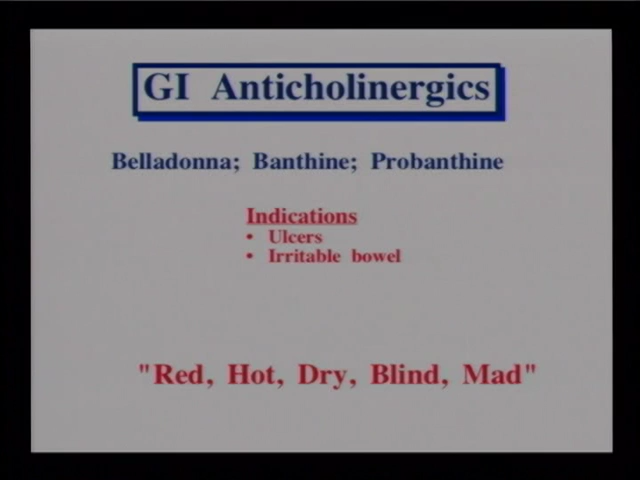 GI Anticholinergics
Belladonna; Banthine; Probanthine
Indications
• Ulcers
• Irritable bowel
"Red, Hot, Dry, Blind, Mad"